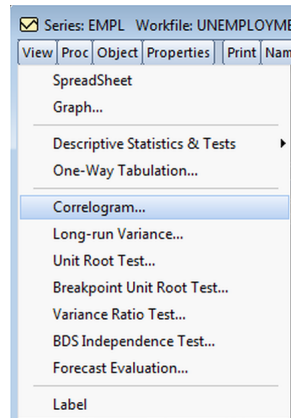 Series: EMPL Workfile: UNEMPLOYME
View Proc Object Properties Print Nam
SpreadSheet
Graph...
Descriptive Statistics & Tests
One-Way Tabulation...
Correlogram...
Long-run Variance...
Unit Root Test...
Breakpoint Unit Root Test...
Variance Ratio Test...
BDS Independence Test...
Forecast Evaluation...
Label